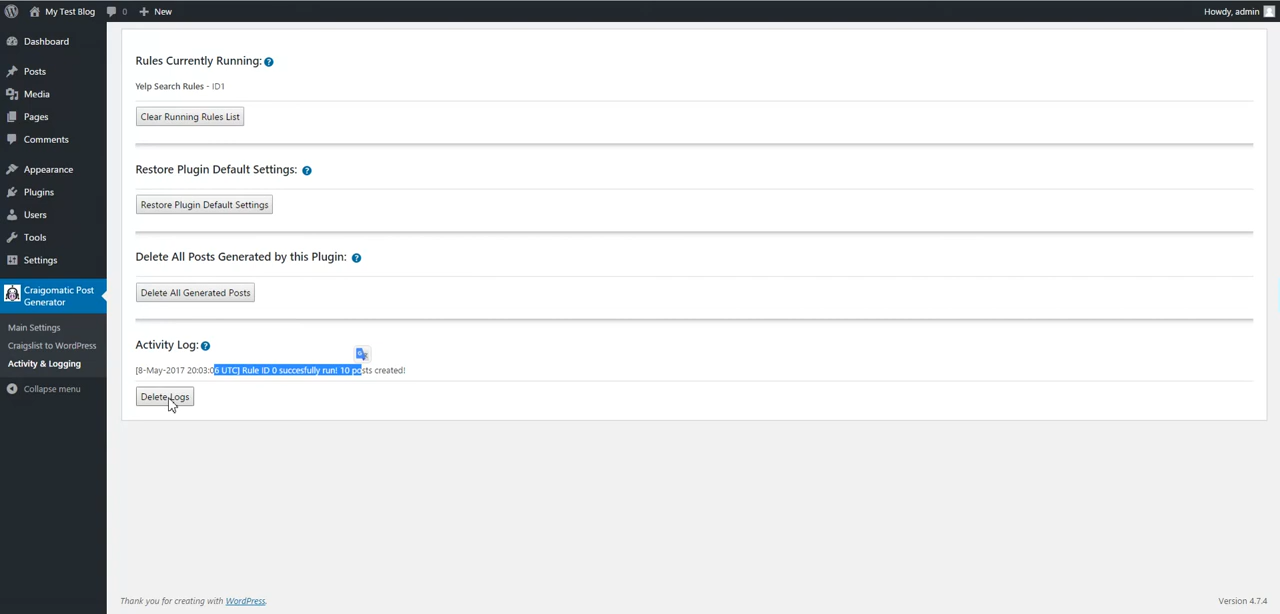 My Test Blog 0 + New Howdy, admin
Dashboard
Posts
Media
Pages
Comments
Appearance
Plugins
Users
Tools
Settings
Craigomatic Post
Generator
Main Settings
Craigslist to WordPress
Activity & Logging
Collapse menu
Rules Currently Running: ?
Yelp Search Rules - ID1
Clear Running Rules List
Restore Plugin Default Settings: ?
Restore Plugin Default Settings
Delete All Posts Generated by this Plugin: ?
Delete All Generated Posts
Activity Log: ?
[8-May-2017 20:03:06 UTC] Rule ID 0 succesfully run! 10 posts created!
Delete Logs
Thank you for creating with WordPress.
Version 4.7.4